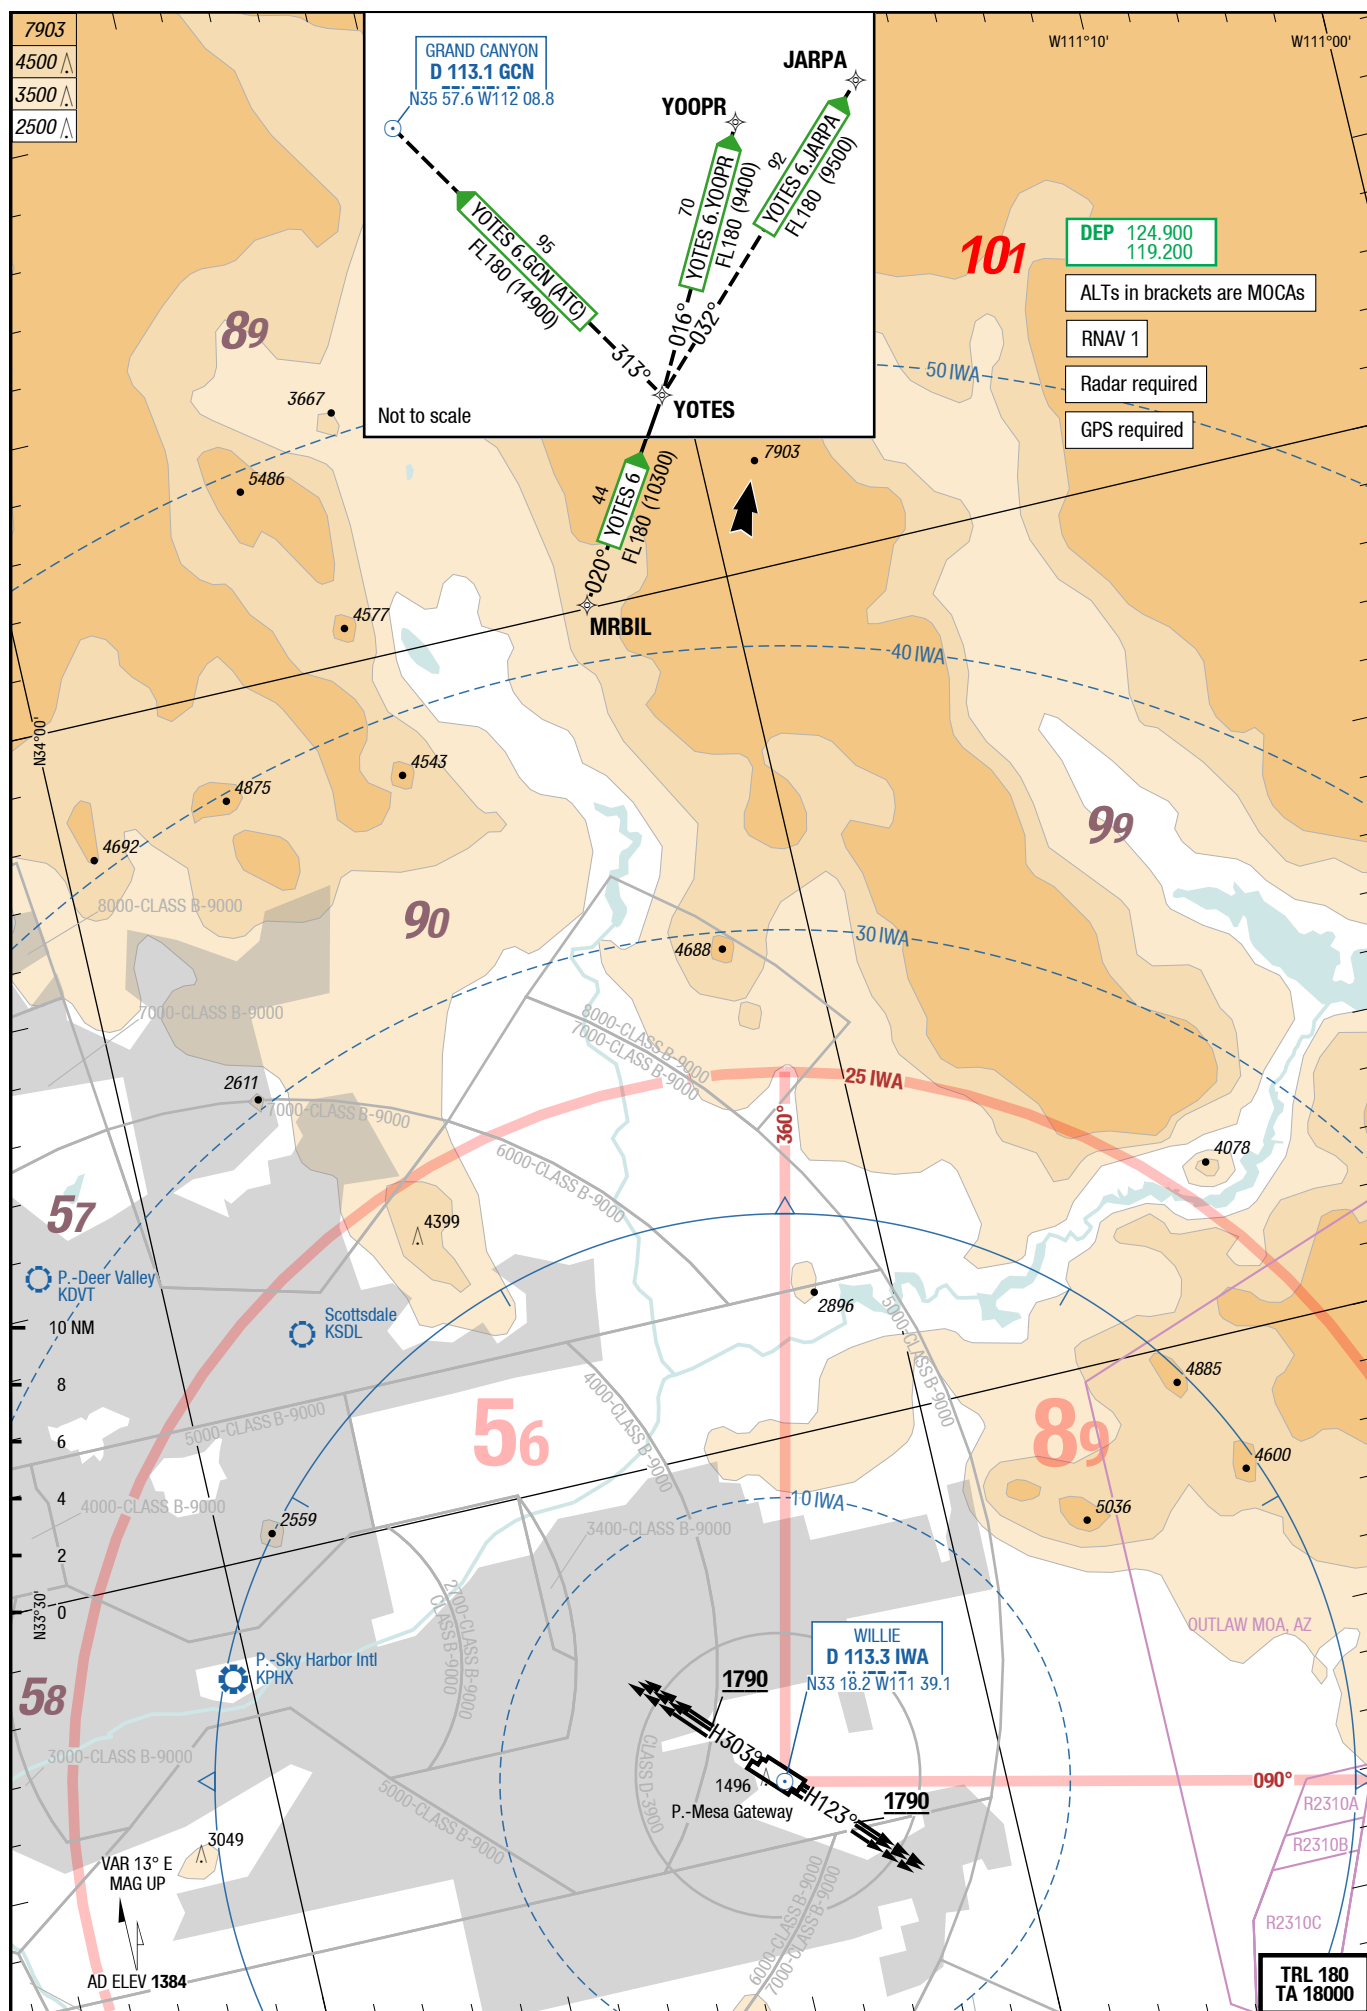 7903
4500
3500
2500
GRAND CANYON
D 113.1 GCN
N35 57.6 W112 08.8
YOOPR
JARPA
W111°10'
W111°00'
95
YOTES 6.GCN (ATC)
FL180 (14900)
313°
70
YOTES 6.YOOPR
FL180 (9400)
016°
92
YOTES 6.JARPA
FL180 (9500)
032°
YOTES
Not to scale
101
DEP 124.900
119.200
ALTs in brackets are MOCAs
RNAV 1
Radar required
GPS required
89
3667
5486
50 IWA
7903
44
YOTES 6
FL180 (10300)
020°
MRBIL
4577
40 IWA
N34°00'
4543
4875
4692
99
8000-CLASS B-9000
90
4688
30 IWA
7000-CLASS B-9000
8000-CLASS B-9000
7000-CLASS B-9000
2611
7000-CLASS B-9000
25 IWA
360°
6000-CLASS B-9000
4078
57
4399
P.-Deer Valley
KDVT
Scottsdale
KSDL
2896
5000-CLASS B-9000
10 NM
8
6
4
2
0
4885
4000-CLASS B-9000
5000-CLASS B-9000
56
89
4600
4000-CLASS B-9000
10 IWA
5036
2559
3400-CLASS B-9000
N33°30'
2700-CLASS B-9000
CLASS B-9000
OUTLAW MOA, AZ
WILLIE
D 113.3 IWA
N33 18.2 W111 39.1
P.-Sky Harbor Intl
KPHX
58
1790
H303°
3000-CLASS B-9000
CLASS D-3900
1496
090°
P.-Mesa Gateway
H123°
1790
5000-CLASS B-9000
R2310A
R2310B
3049
VAR 13° E
MAG UP
R2310C
6000-CLASS B-9000
7000-CLASS B-9000
AD ELEV 1384
TRL 180
TA 18000